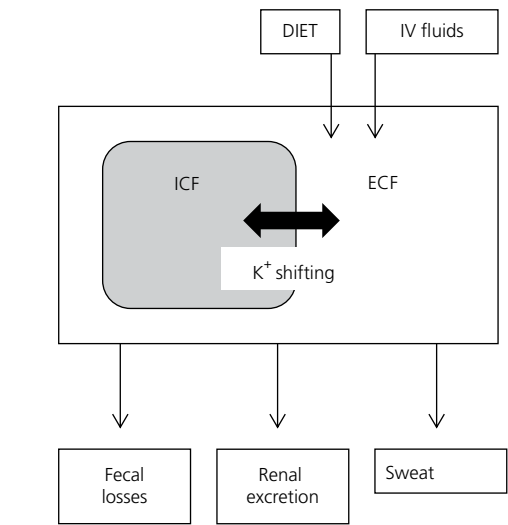 DIET
IV fluids
ICF
ECF
K⁺ shifting
Fecal
losses
Renal
excretion
Sweat